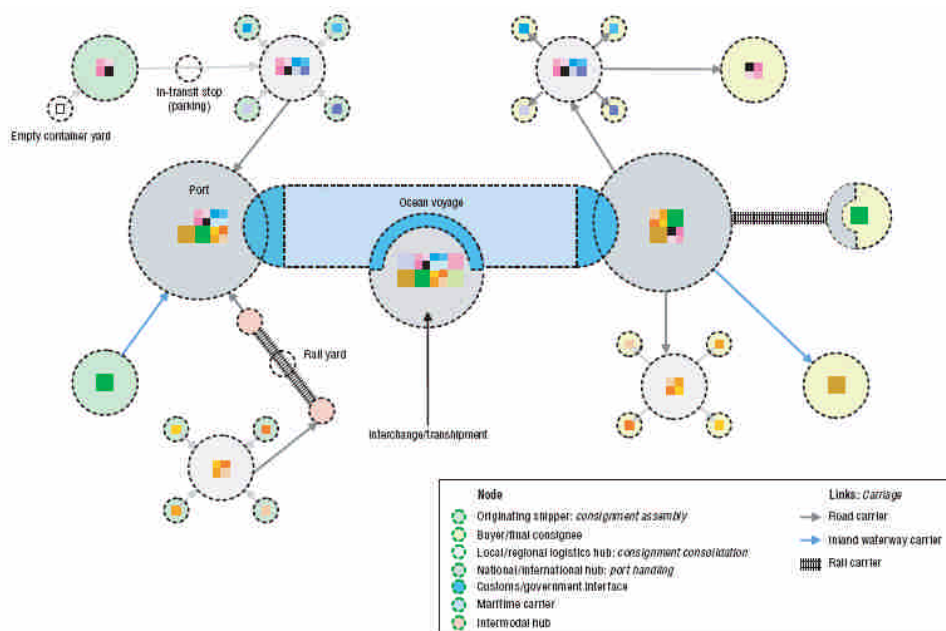 In-transit stop
(parking)
Empty container yard
Port
Ocean voyage
Rail yard
Interchange/transhipment
Node
Originating shipper: consignment assembly
Buyer/final consignee
Local/regional logistics hub: consignment consolidation
National/international hub: port handling
Customs/government interface
Maritime carrier
Intermodal hub
Links: Carriage
Road carrier
Inland waterway carrier
Rail carrier